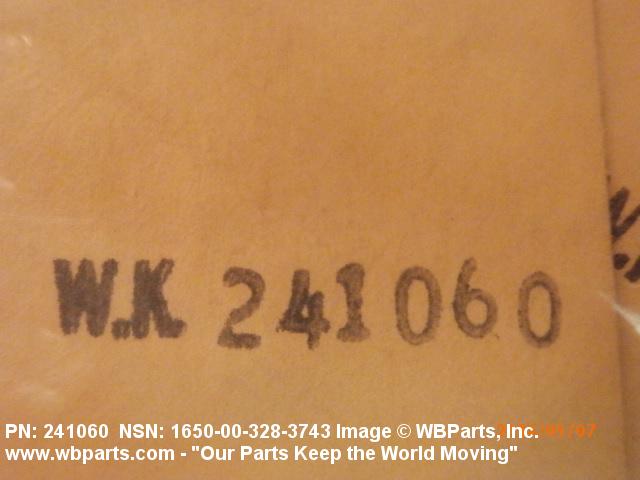 W.K. 241060
PN: 241060 NSN: 1650-00-328-3743 Image © WBParts, Inc.
www.wbparts.com - "Our Parts Keep the World Moving"